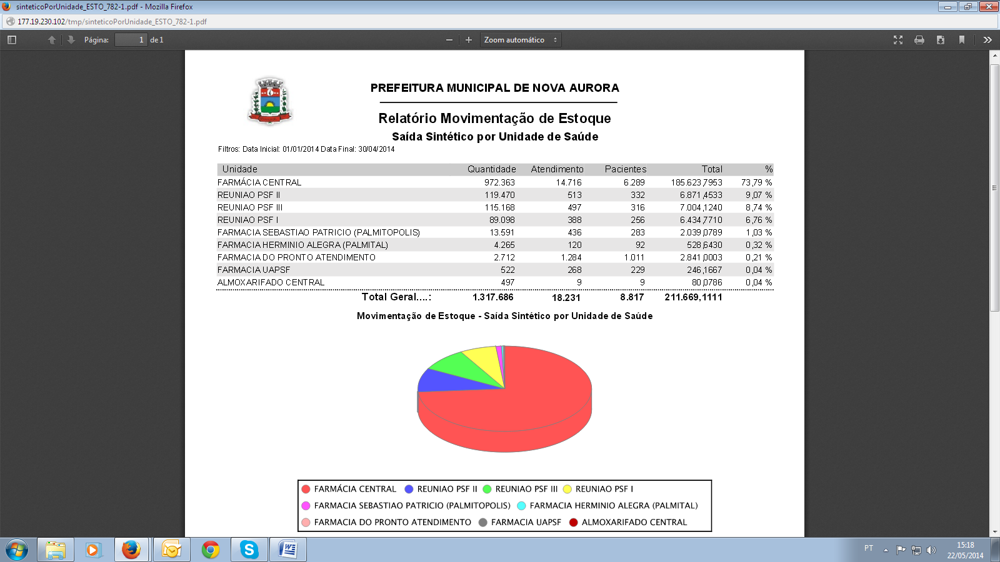 sinteticoPorUnidade_ESTO_782-1.pdf - Mozilla Firefox
177.19.230.102/tmp/sinteticoPorUnidade_ESTO_782-1.pdf
Página: 1 de 1 Zoom automático
PREFEITURA MUNICIPAL DE NOVA AURORA
Relatório Movimentação de Estoque
Saída Sintético por Unidade de Saúde
Filtros: Data Inicial: 01/01/2014 Data Final: 30/04/2014
Unidade Quantidade Atendimento Pacientes Total %
FARMÁCIA CENTRAL 972.363 14.716 6.289 185.623,7953 73,79 %
REUNIAO PSF II 119.470 513 332 6.871,4533 9,07 %
REUNIAO PSF III 115.168 497 316 7.004,1240 8,74 %
REUNIAO PSF I 89.098 388 256 6.434,7710 6,76 %
FARMACIA SEBASTIAO PATRICIO (PALMITOPOLIS) 13.591 436 283 2.039,0789 1,03 %
FARMACIA HERMINIO ALEGRA (PALMITAL) 4.265 120 92 528,6430 0,32 %
FARMACIA DO PRONTO ATENDIMENTO 2.712 1.284 1.011 2.841,0003 0,21 %
FARMACIA UAPSF 522 268 229 246,1667 0,04 %
ALMOXARIFADO CENTRAL 497 9 9 80,0786 0,04 %
Total Geral....: 1.317.686 18.231 8.817 211.669,1111
Movimentação de Estoque - Saída Sintético por Unidade de Saúde
FARMÁCIA CENTRAL REUNIAO PSF II REUNIAO PSF III REUNIAO PSF I
FARMACIA SEBASTIAO PATRICIO (PALMITOPOLIS) FARMACIA HERMINIO ALEGRA (PALMITAL)
FARMACIA DO PRONTO ATENDIMENTO FARMACIA UAPSF ALMOXARIFADO CENTRAL
PT 15:18
22/05/2014